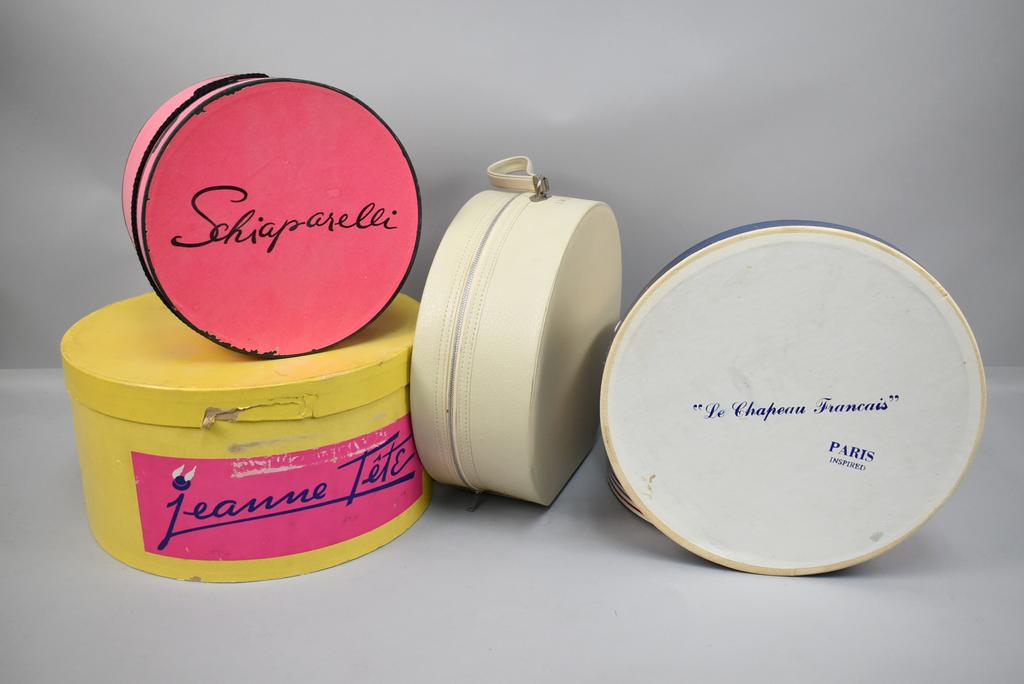 Schiaparelli
jeanne Tête
"Le Chapeau Francais"
PARIS
INSPIRED